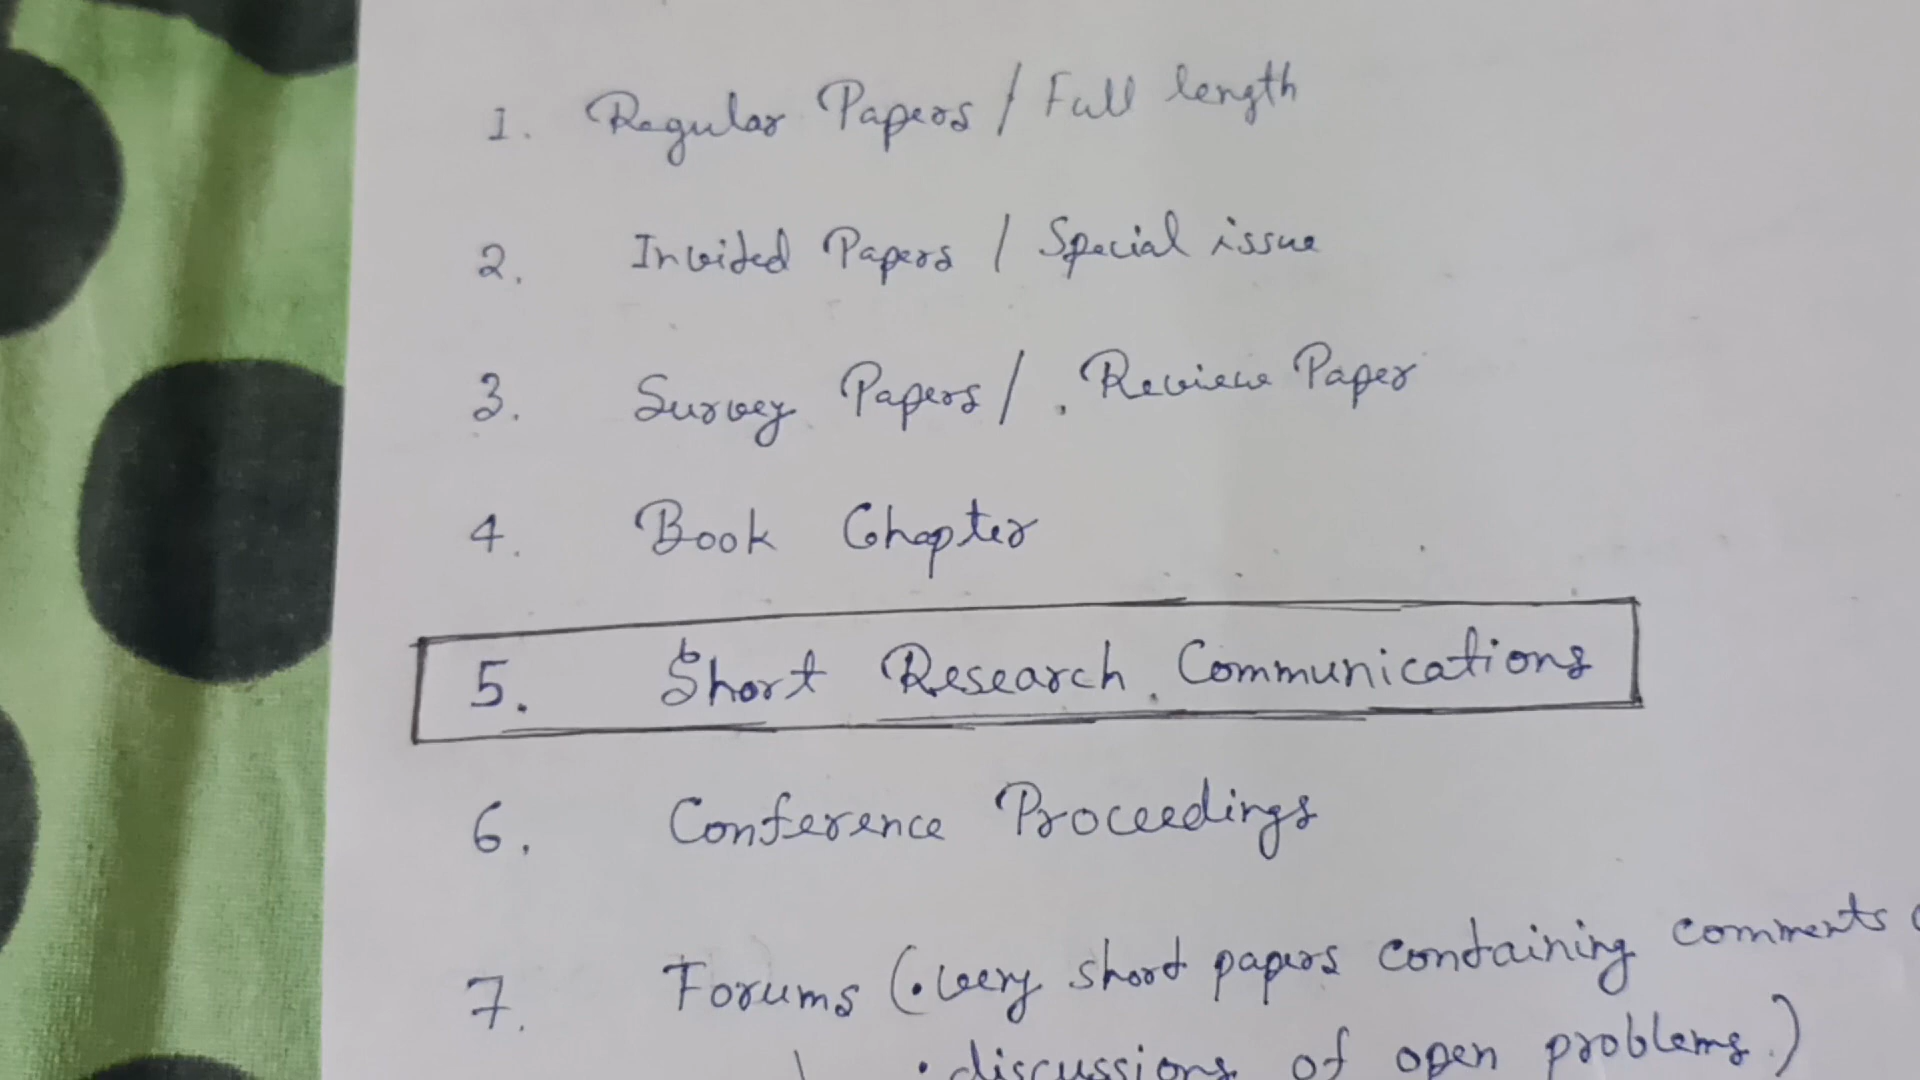 1. Regular Papers / Full length
2. Invited Papers / Special issue
3. Survey Papers / . Review Paper
4. Book Chapter
5. Short Research Communications
6. Conference Proceedings
7. Forums (. very short papers containing comments
. discussions of open problems.)